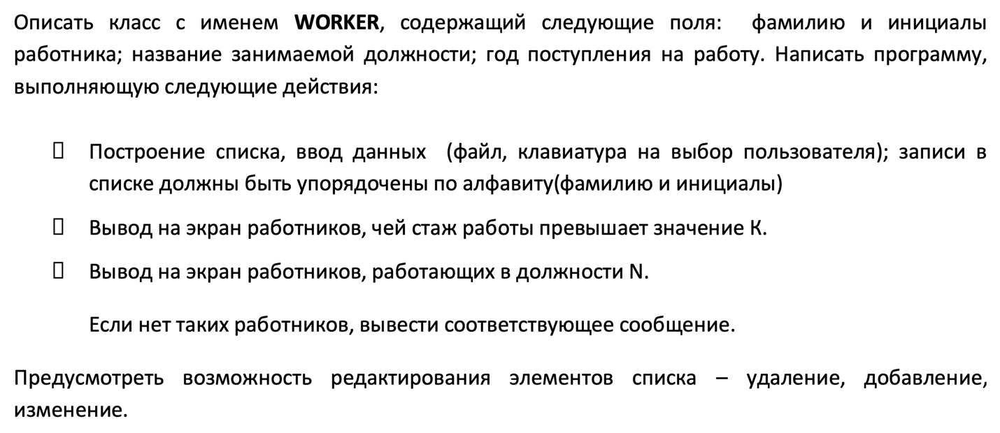 Описать класс с именем WORKER, содержащий следующие поля: фамилию и инициалы
работника; название занимаемой должности; год поступления на работу. Написать программу,
выполняющую следующие действия:
Построение списка, ввод данных (файл, клавиатура на выбор пользователя); записи в
списке должны быть упорядочены по алфавиту(фамилию и инициалы)
Вывод на экран работников, чей стаж работы превышает значение К.
Вывод на экран работников, работающих в должности N.
Если нет таких работников, вывести соответствующее сообщение.
Предусмотреть возможность редактирования элементов списка – удаление, добавление,
изменение.